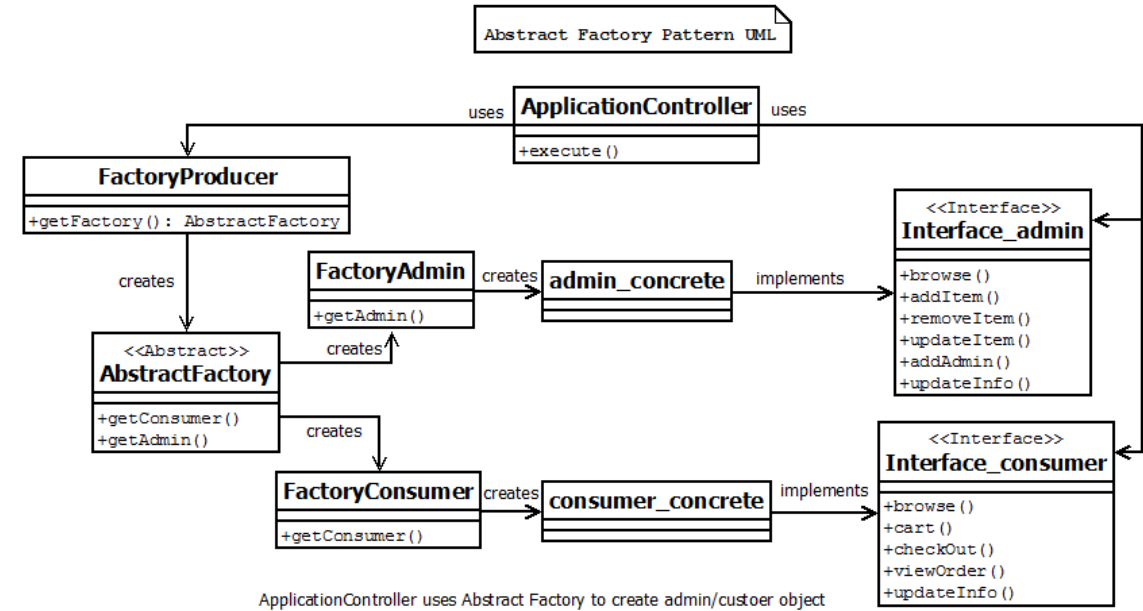 Abstract Factory Pattern UML
uses
ApplicationController
uses
+execute()
FactoryProducer
+getFactory(): AbstractFactory
<<Interface>>
Interface_admin
+browse()
+addItem()
+removeItem()
+updateItem()
+addAdmin()
+updateInfo()
creates
FactoryAdmin
+getAdmin()
creates
admin_concrete
implements
<<Abstract>>
AbstractFactory
+getConsumer()
+getAdmin()
creates
creates
FactoryConsumer
+getConsumer()
creates
consumer_concrete
implements
<<Interface>>
Interface_consumer
+browse()
+cart()
+checkOut()
+viewOrder()
+updateInfo()
ApplicationController uses Abstract Factory to create admin/custoer object